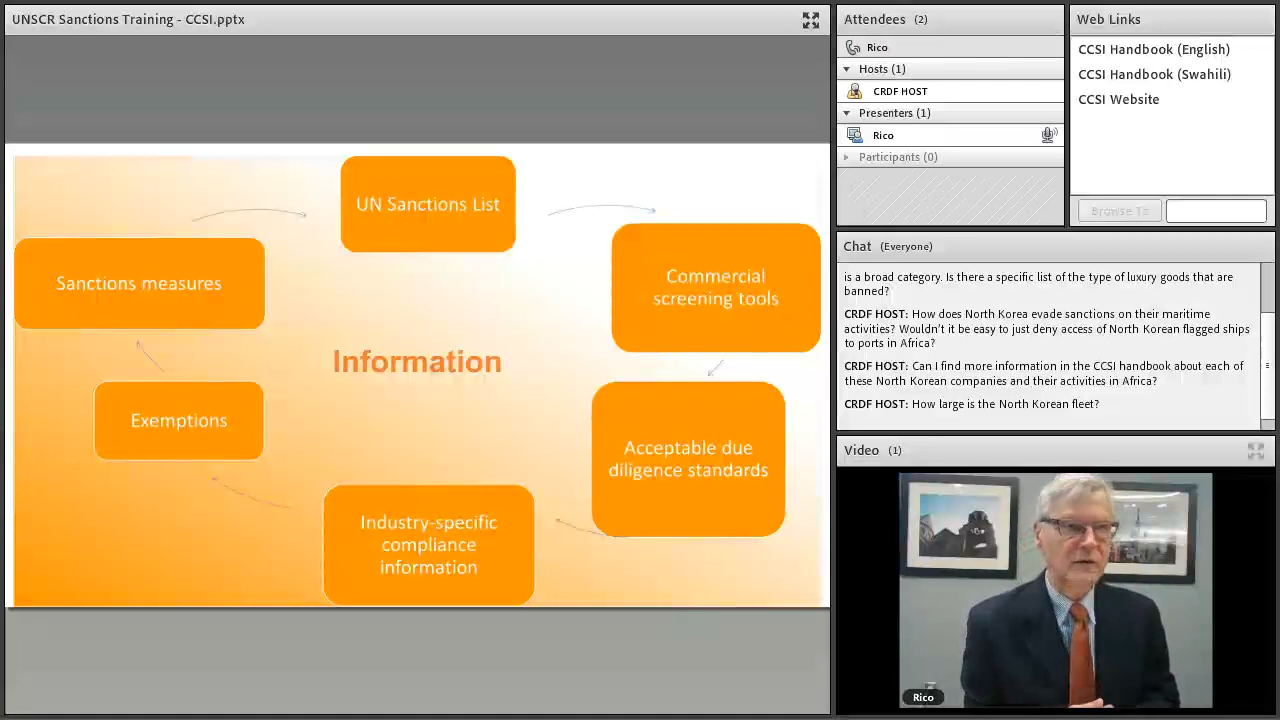 UNSCR Sanctions Training - CCSI.pptx
UN Sanctions List
Sanctions measures
Commercial
screening tools
Information
Exemptions
Acceptable due
diligence standards
Industry-specific
compliance
information
Attendees (2)
Rico
Hosts (1)
CRDF HOST
Presenters (1)
Rico
Participants (0)
Web Links
CCSI Handbook (English)
CCSI Handbook (Swahili)
CCSI Website
Browse To
Chat (Everyone)
is a broad category. Is there a specific list of the type of luxury goods that are
banned?
CRDF HOST: How does North Korea evade sanctions on their maritime
activities? Wouldn't it be easy to just deny access of North Korean flagged ships
to ports in Africa?
CRDF HOST: Can I find more information in the CCSI handbook about each of
these North Korean companies and their activities in Africa?
CRDF HOST: How large is the North Korean fleet?
Video (1)
Rico